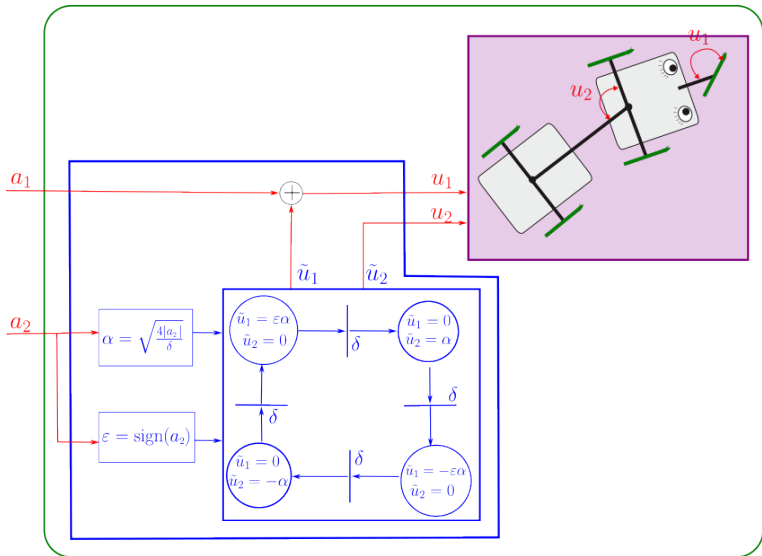 u₁
u₂
a₁
+
u₁
u₂
ũ₁
ũ₂
a₂
α = √(4|a₂|/δ)
ũ₁ = εα
ũ₂ = 0
δ
ũ₁ = 0
ũ₂ = α
δ
δ
ε = sign(a₂)
ũ₁ = 0
ũ₂ = −α
δ
ũ₁ = −εα
ũ₂ = 0